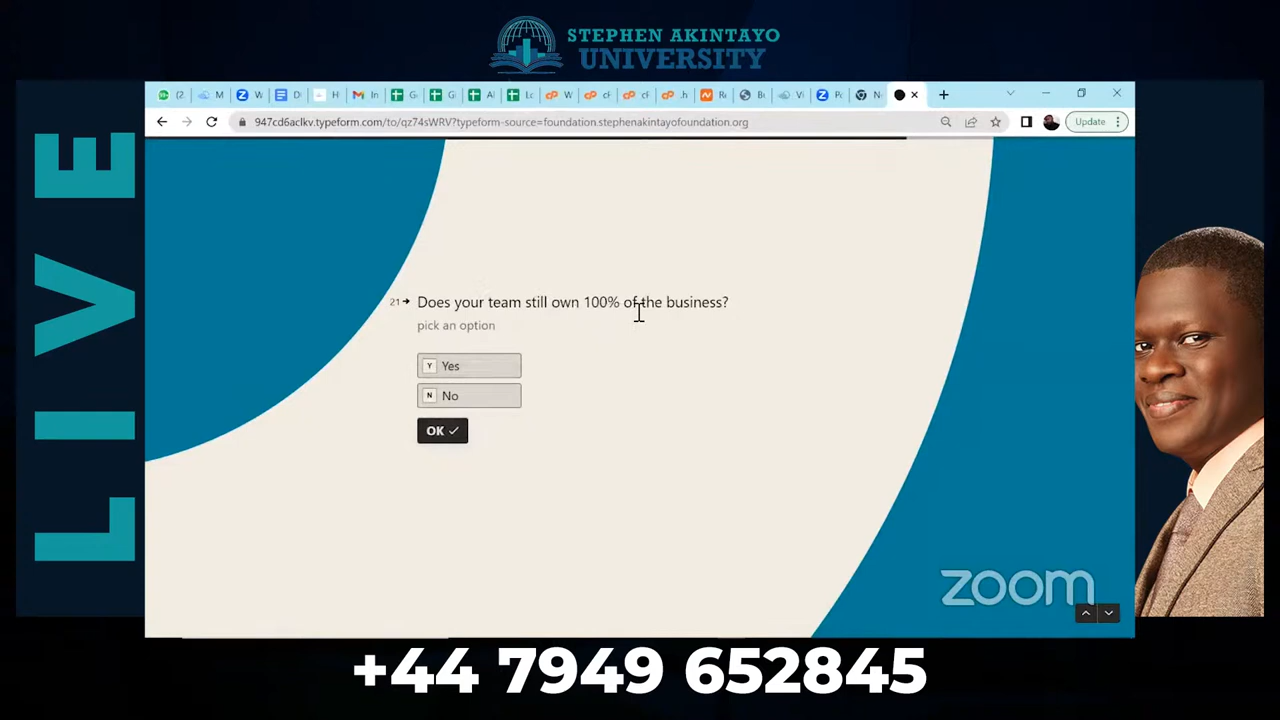 STEPHEN AKINTAYO
UNIVERSITY
LIVE
Update
947cd6aclkv.typeform.com/to/qz74sWRV?typeform-source=foundation.stephenakintayofoundation.org
21
Does your team still own 100% of the business?
pick an option
Y Yes
N No
OK
zoom
+44 7949 652845